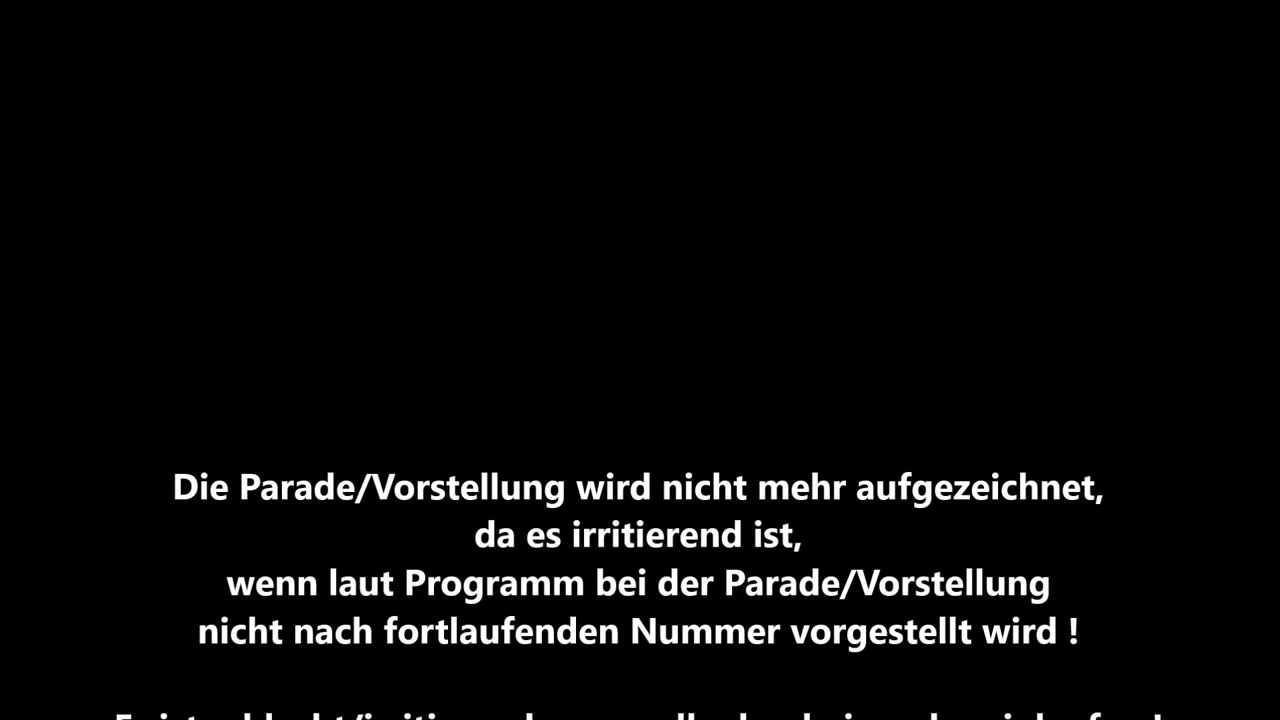 Die Parade/Vorstellung wird nicht mehr aufgezeichnet,
da es irritierend ist,
wenn laut Programm bei der Parade/Vorstellung
nicht nach fortlaufenden Nummer vorgestellt wird !